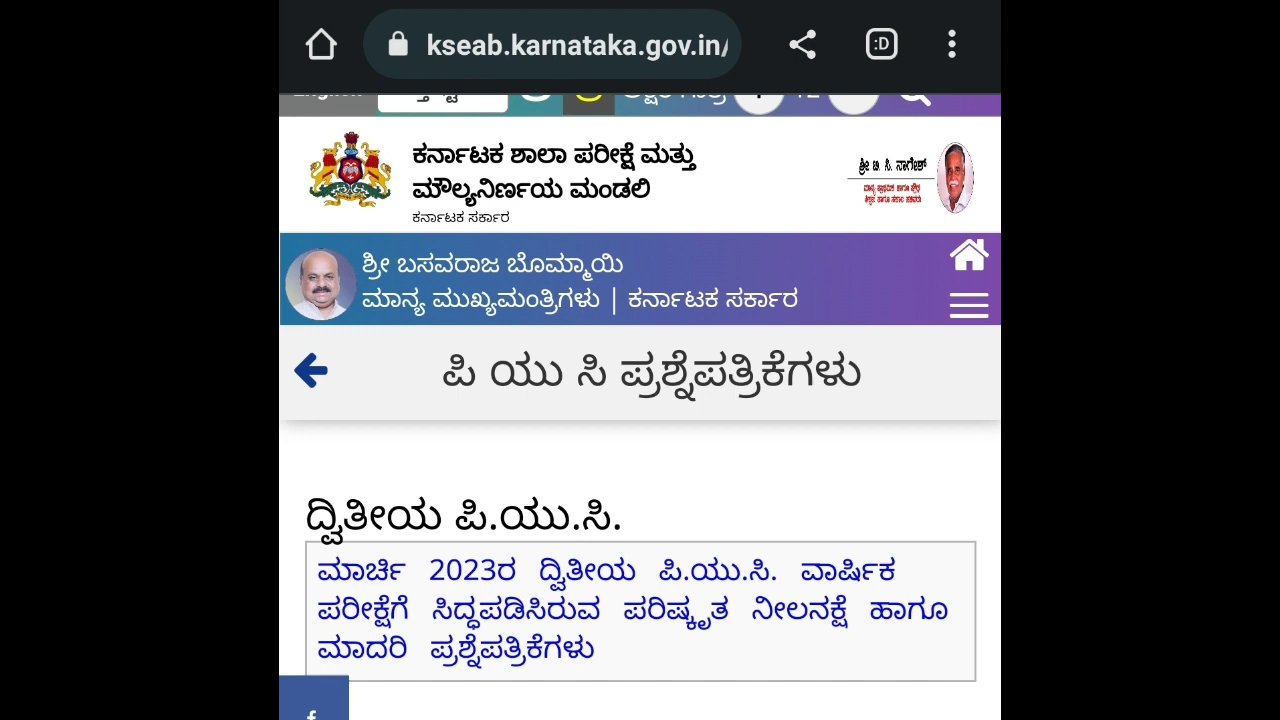 kseab.karnataka.gov.in/
:D
ಕರ್ನಾಟಕ ಶಾಲಾ ಪರೀಕ್ಷೆ ಮತ್ತು
ಮೌಲ್ಯನಿರ್ಣಯ ಮಂಡಲಿ
ಕರ್ನಾಟಕ ಸರ್ಕಾರ
ಶ್ರೀ ಬಿ. ಸಿ. ನಾಗೇಶ್
ಶ್ರೀ ಬಸವರಾಜ ಬೊಮ್ಮಾಯಿ
ಮಾನ್ಯ ಮುಖ್ಯಮಂತ್ರಿಗಳು | ಕರ್ನಾಟಕ ಸರ್ಕಾರ
ಪಿ ಯು ಸಿ ಪ್ರಶ್ನೆಪತ್ರಿಕೆಗಳು
ದ್ವಿತೀಯ ಪಿ.ಯು.ಸಿ.
ಮಾರ್ಚಿ 2023ರ ದ್ವಿತೀಯ ಪಿ.ಯು.ಸಿ. ವಾರ್ಷಿಕ
ಪರೀಕ್ಷೆಗೆ ಸಿದ್ಧಪಡಿಸಿರುವ ಪರಿಷ್ಕೃತ ನೀಲನಕ್ಷೆ ಹಾಗೂ
ಮಾದರಿ ಪ್ರಶ್ನೆಪತ್ರಿಕೆಗಳು